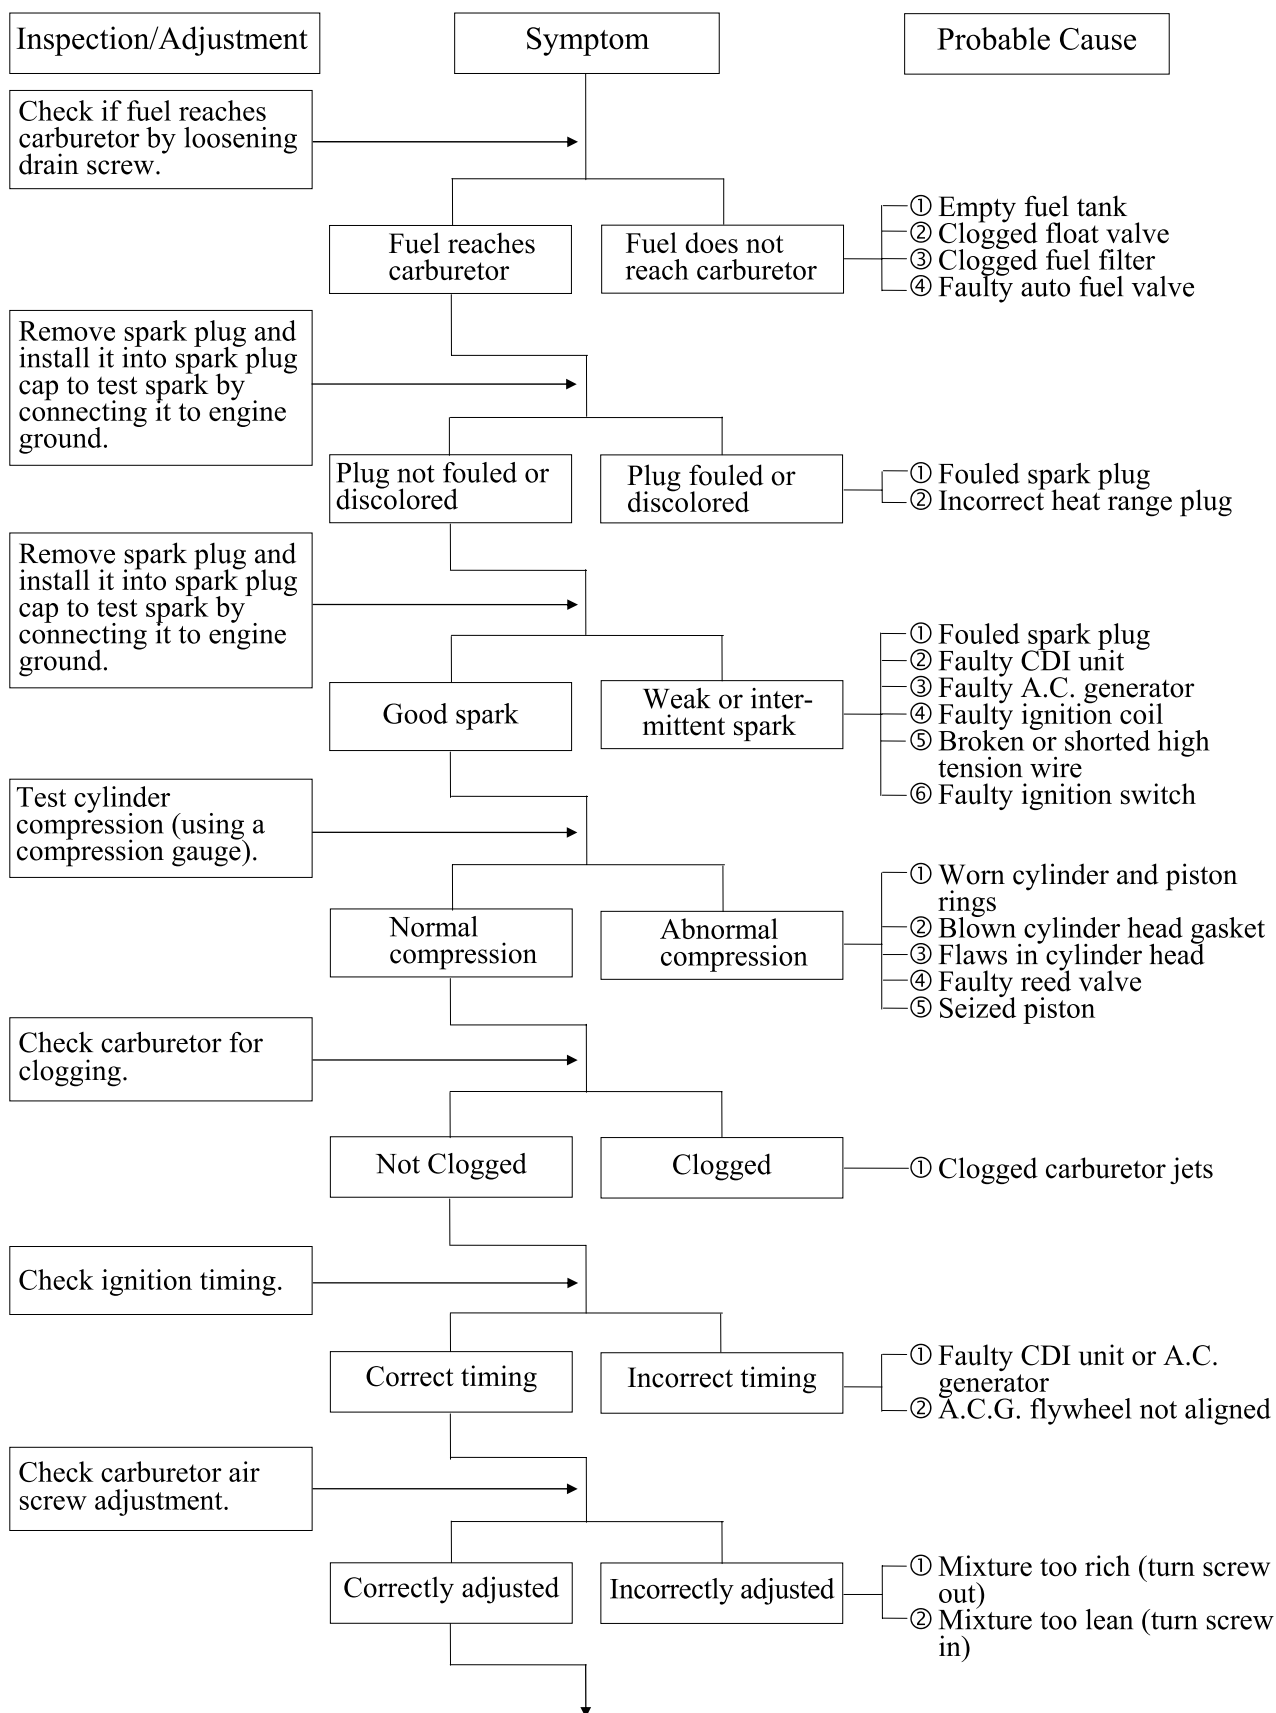 Inspection/Adjustment
Symptom
Probable Cause
Check if fuel reaches
carburetor by loosening
drain screw.
Fuel reaches
carburetor
Fuel does not
reach carburetor
① Empty fuel tank
② Clogged float valve
③ Clogged fuel filter
④ Faulty auto fuel valve
Remove spark plug and
install it into spark plug
cap to test spark by
connecting it to engine
ground.
Plug not fouled or
discolored
Plug fouled or
discolored
① Fouled spark plug
② Incorrect heat range plug
Remove spark plug and
install it into spark plug
cap to test spark by
connecting it to engine
ground.
Good spark
Weak or inter-
mittent spark
① Fouled spark plug
② Faulty CDI unit
③ Faulty A.C. generator
④ Faulty ignition coil
⑤ Broken or shorted high
tension wire
⑥ Faulty ignition switch
Test cylinder
compression (using a
compression gauge).
Normal
compression
Abnormal
compression
① Worn cylinder and piston
rings
② Blown cylinder head gasket
③ Flaws in cylinder head
④ Faulty reed valve
⑤ Seized piston
Check carburetor for
clogging.
Not Clogged
Clogged
① Clogged carburetor jets
Check ignition timing.
Correct timing
Incorrect timing
① Faulty CDI unit or A.C.
generator
② A.C.G. flywheel not aligned
Check carburetor air
screw adjustment.
Correctly adjusted
Incorrectly adjusted
① Mixture too rich (turn screw
out)
② Mixture too lean (turn screw
in)